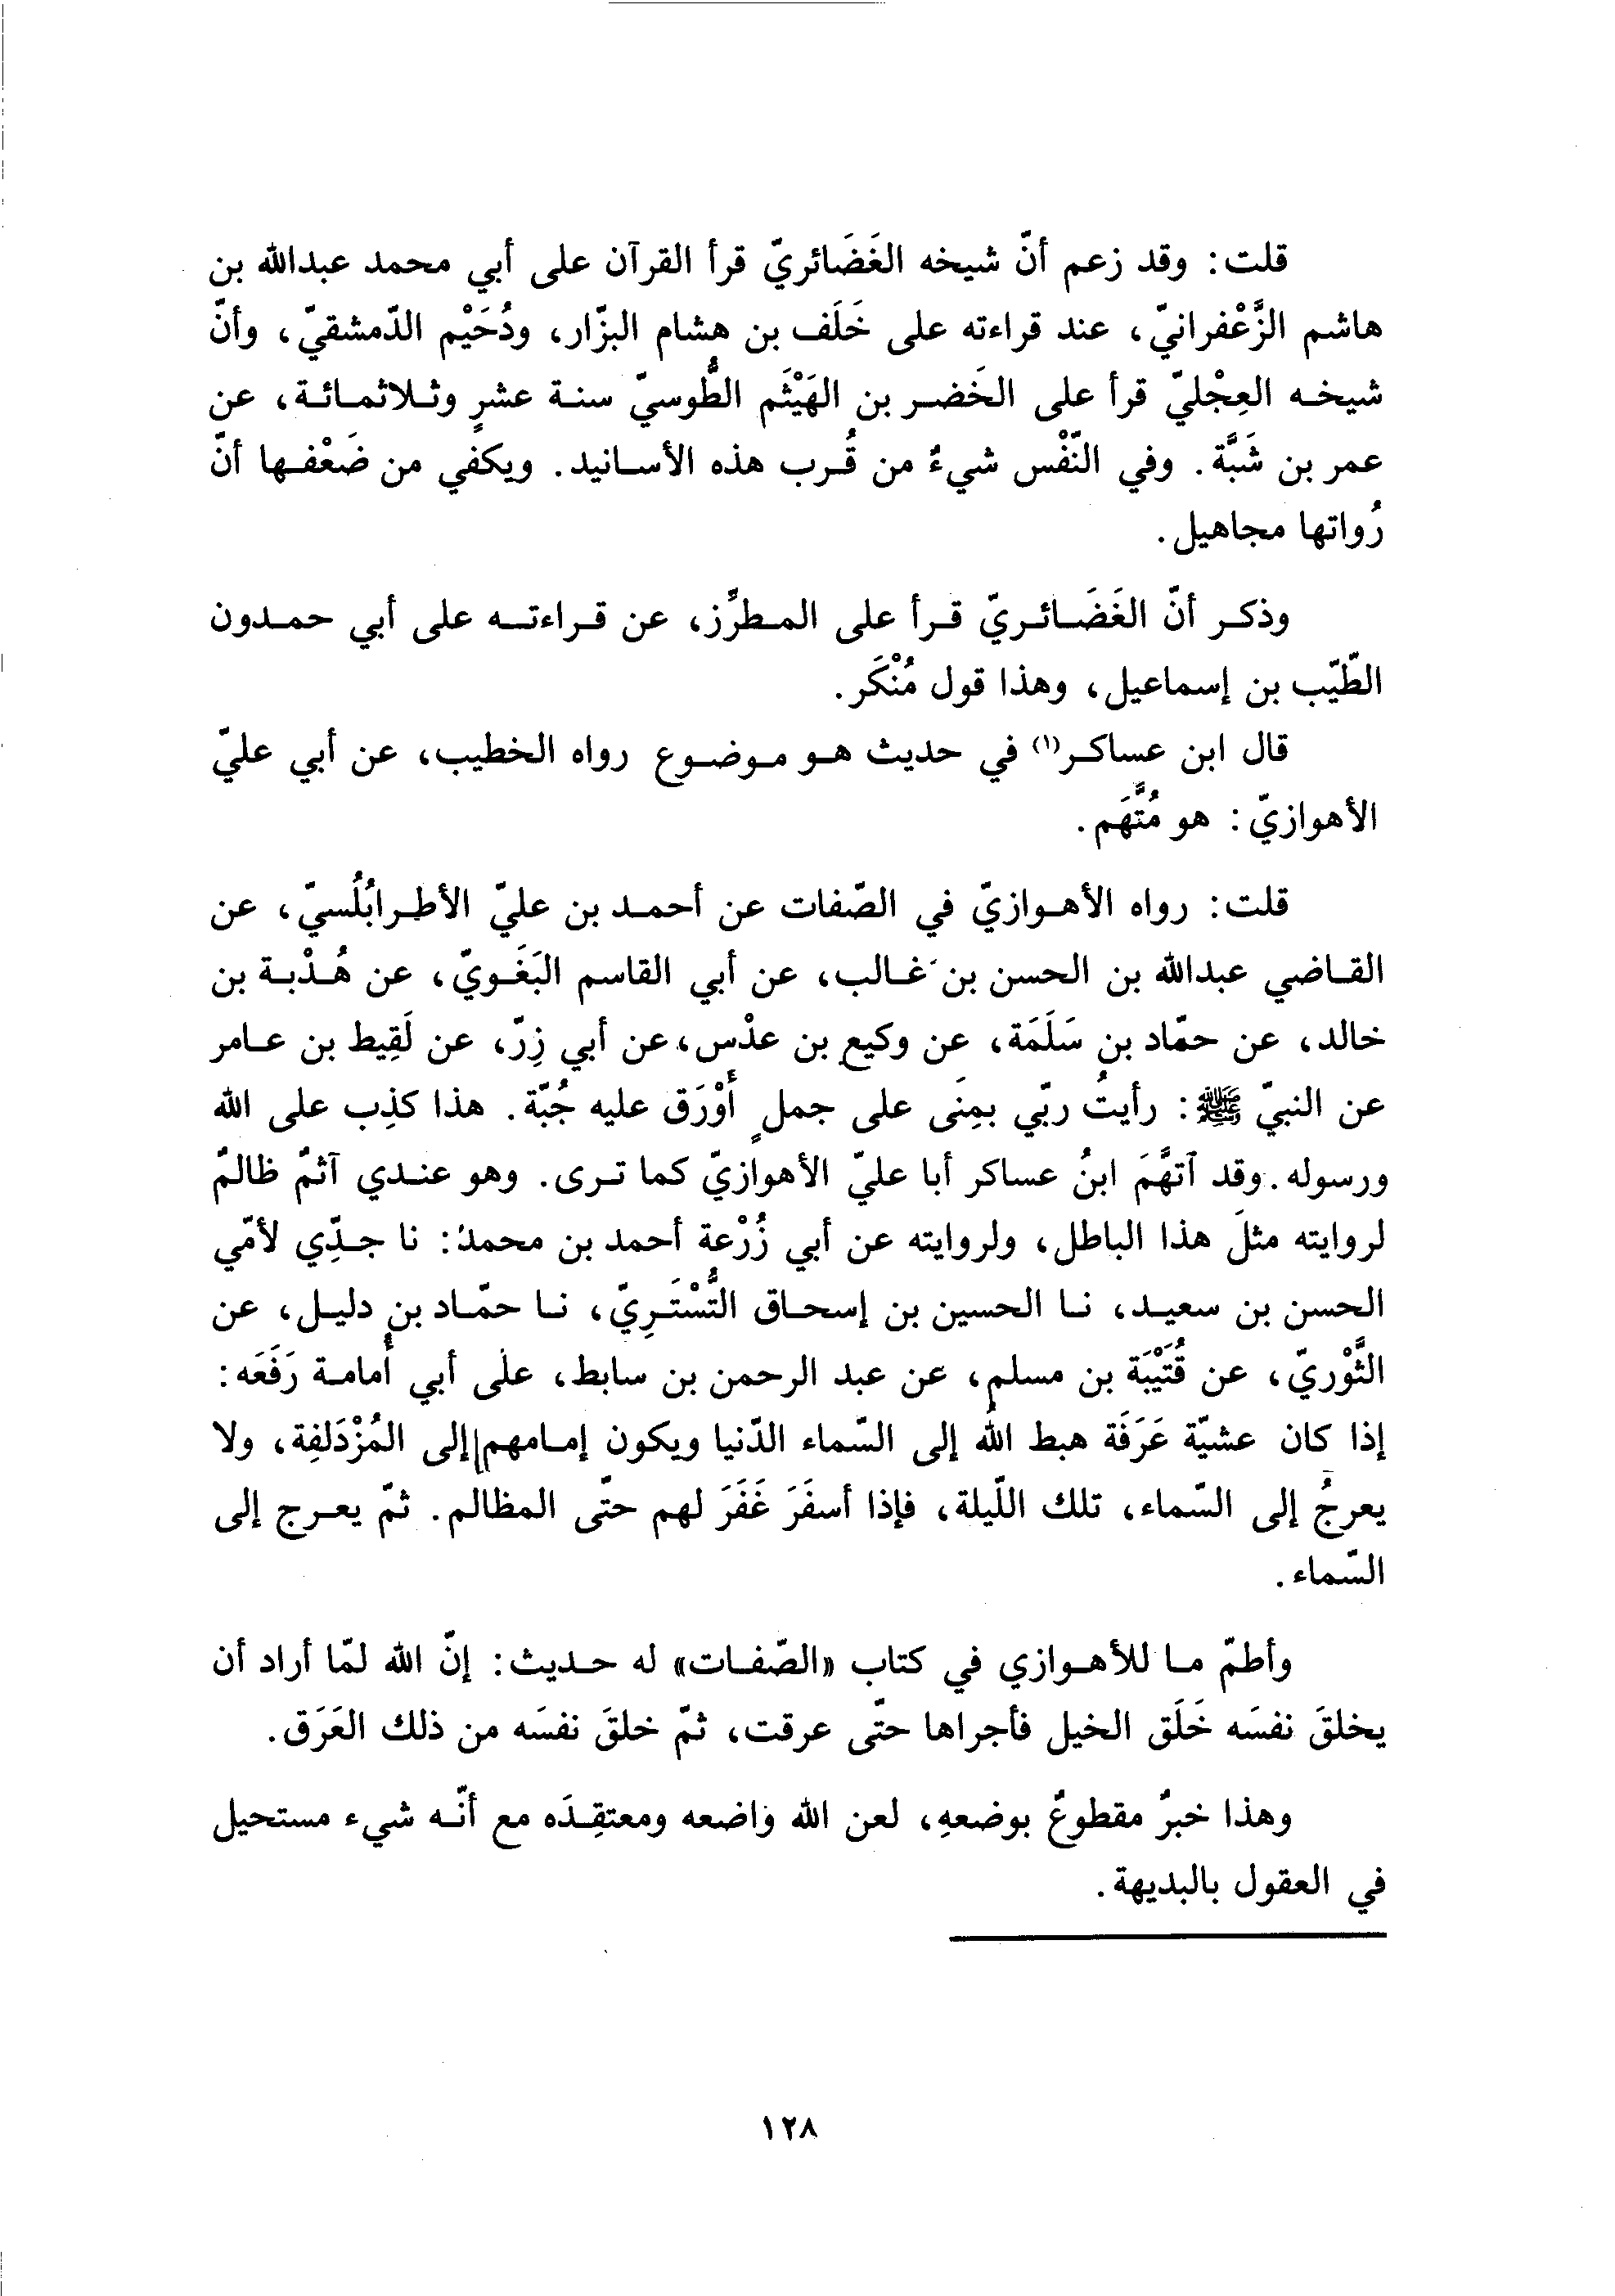 قلت: وقد زعم أنّ شيخه الغَضَائريّ قرأ القرآن على أبي محمد عبدالله بن
هاشم الزَّعْفرانيّ، عند قراءته على خَلَف بن هشام البزّار، ودُحَيْم الدّمشقيّ، وأنّ
شيخه العِجْليّ قرأ على الخَضر بن الهَيْثَم الطُّوسيّ سنة عشرٍ وثلاثمائة، عن
عمر بن شَبَّة. وفي النّفْس شيءٌ من قُرب هذه الأسانيد. ويكفي من ضَعْفها أنّ
رُواتها مجاهيل.
وذكر أنّ الغَضَائريّ قرأ على المطرِّز، عن قراءته على أبي حمدون
الطّيّب بن إسماعيل، وهذا قول مُنْكَر.
قال ابن عساكر(١) في حديث هو موضوع رواه الخطيب، عن أبي عليّ
الأهوازيّ: هو مُتَّهَم.
قلت: رواه الأهوازيّ في الصّفات عن أحمد بن عليّ الأطرابُلُسيّ، عن
القاضي عبدالله بن الحسن بن غالب، عن أبي القاسم البَغَويّ، عن هُدْبة بن
خالد، عن حمّاد بن سَلَمَة، عن وكيع بن عدْس، عن أبي زِرّ، عن لَقِيط بن عامر
عن النبيّ ﷺ: رأيتُ ربّي بمِنَى على جملٍ أَوْرَق عليه جُبّة. هذا كذِب على الله
ورسوله. وقد آتهَّمَ ابنُ عساكر أبا عليّ الأهوازيّ كما ترى. وهو عندي آثمٌ ظالمٌ
لروايته مثلَ هذا الباطل، ولروايته عن أبي زُرْعة أحمد بن محمد: نا جدّي لأمّي
الحسن بن سعيد، نا الحسين بن إسحاق التُّسْتَرِيّ، نا حمّاد بن دليل، عن
الثَّوْريّ، عن قُتَيْبَة بن مسلم، عن عبد الرحمن بن سابط، على أبي أُمامة رَفَعَه:
إذا كان عشيّة عَرَفَة هبط اللهُ إلى السّماء الدّنيا ويكون إمامهم إلى المُزْدَلفِة، ولا
يعرجُ إلى السّماء، تلك اللّيلة، فإذا أسفَرَ غَفَرَ لهم حتّى المظالم. ثمّ يعرج إلى
السّماء.
وأطمّ ما للأهوازي في كتاب «الصّفات» له حديث: إنّ الله لمّا أراد أن
يخلقَ نفسَه خَلَق الخيل فأجراها حتّى عرقت، ثمّ خلقَ نفسَه من ذلك العَرَق.
وهذا خبرٌ مقطوعٌ بوضعهِ، لعن الله واضعه ومعتقِدَه مع أنّه شيء مستحيل
في العقول بالبديهة.
١٢٨